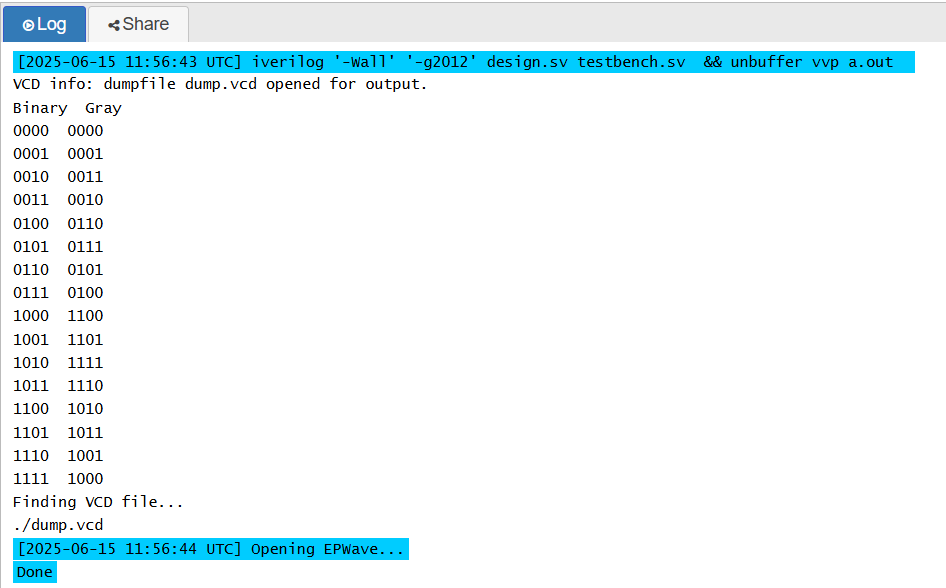 Log Share
[2025-06-15 11:56:43 UTC] iverilog '-Wall' '-g2012' design.sv testbench.sv  && unbuffer vvp a.out
VCD info: dumpfile dump.vcd opened for output.
Binary  Gray
0000  0000
0001  0001
0010  0011
0011  0010
0100  0110
0101  0111
0110  0101
0111  0100
1000  1100
1001  1101
1010  1111
1011  1110
1100  1010
1101  1011
1110  1001
1111  1000
Finding VCD file...
./dump.vcd
[2025-06-15 11:56:44 UTC] Opening EPWave...
Done